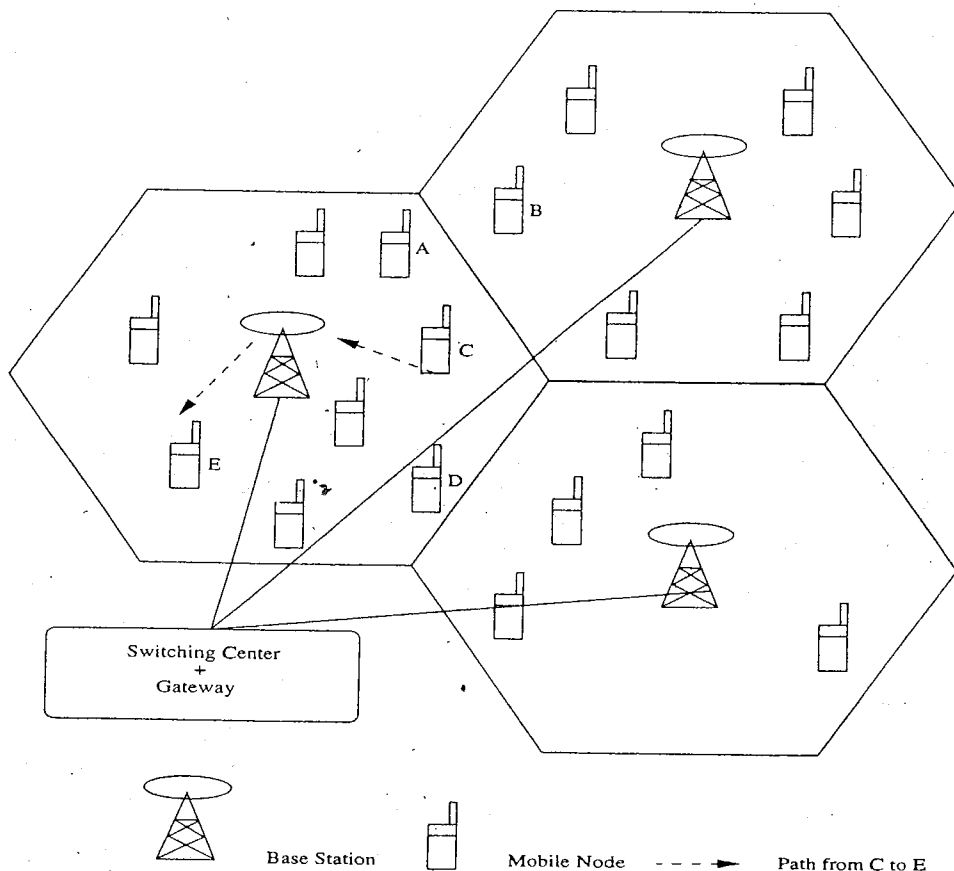 B
A
C
E
D
Switching Center
+
Gateway
Base Station
Mobile Node
Path from C to E